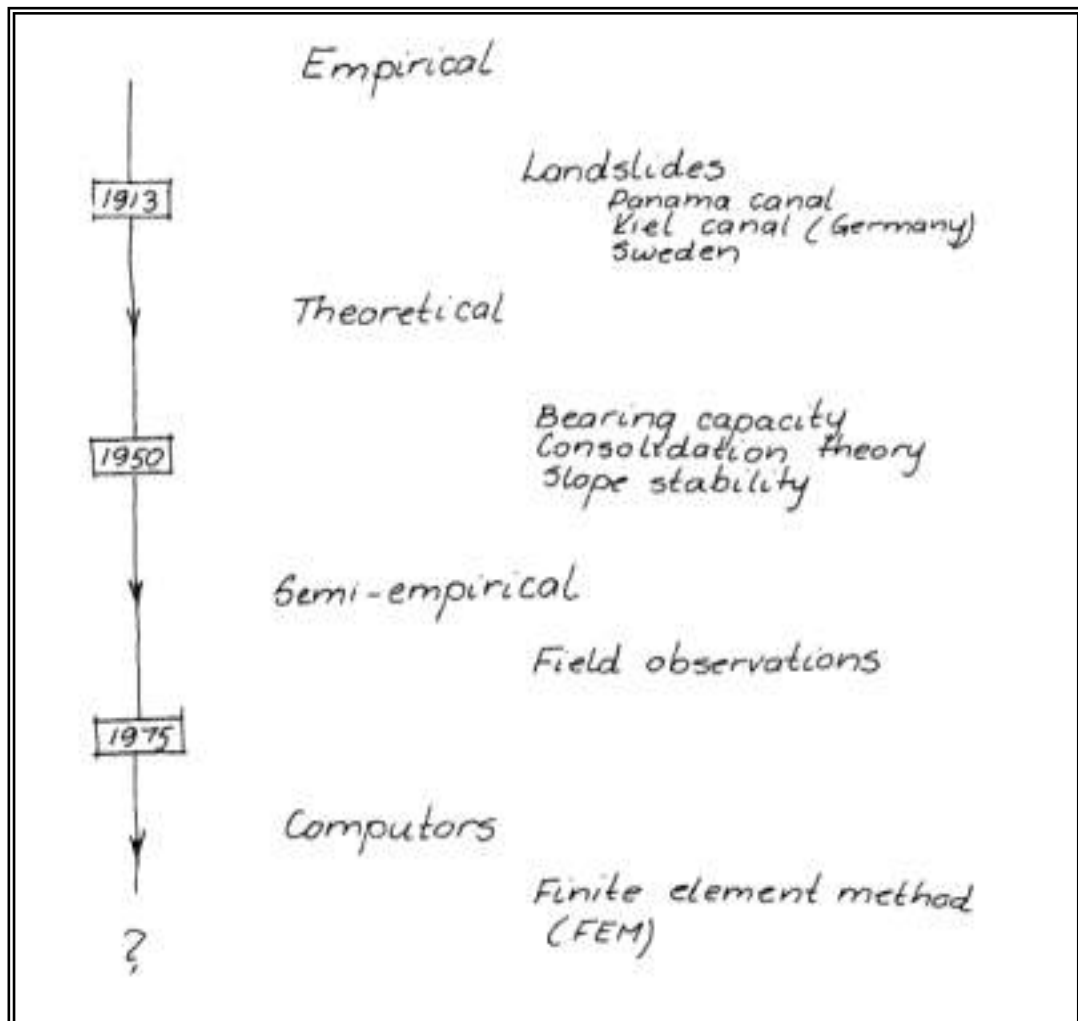 Empirical
Landslides
1913
Panama canal
Kiel canal (Germany)
Sweden
Theoretical
Bearing capacity
1950
Consolidation theory
Slope stability
Semi-empirical
Field observations
1975
Computors
Finite element method
(FEM)
?